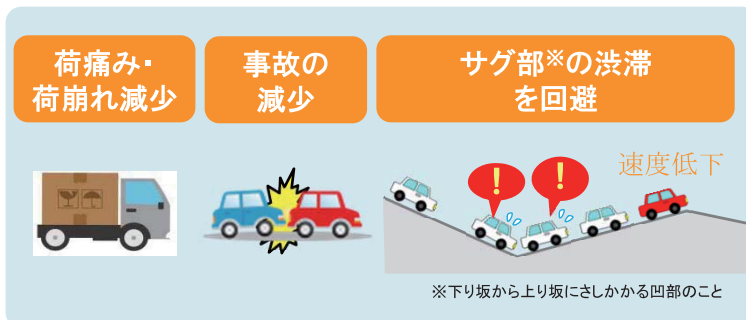 荷痛み・
荷崩れ減少
事故の
減少
サグ部※の渋滞
を回避
速度低下
※下り坂から上り坂にさしかかる凹部のこと